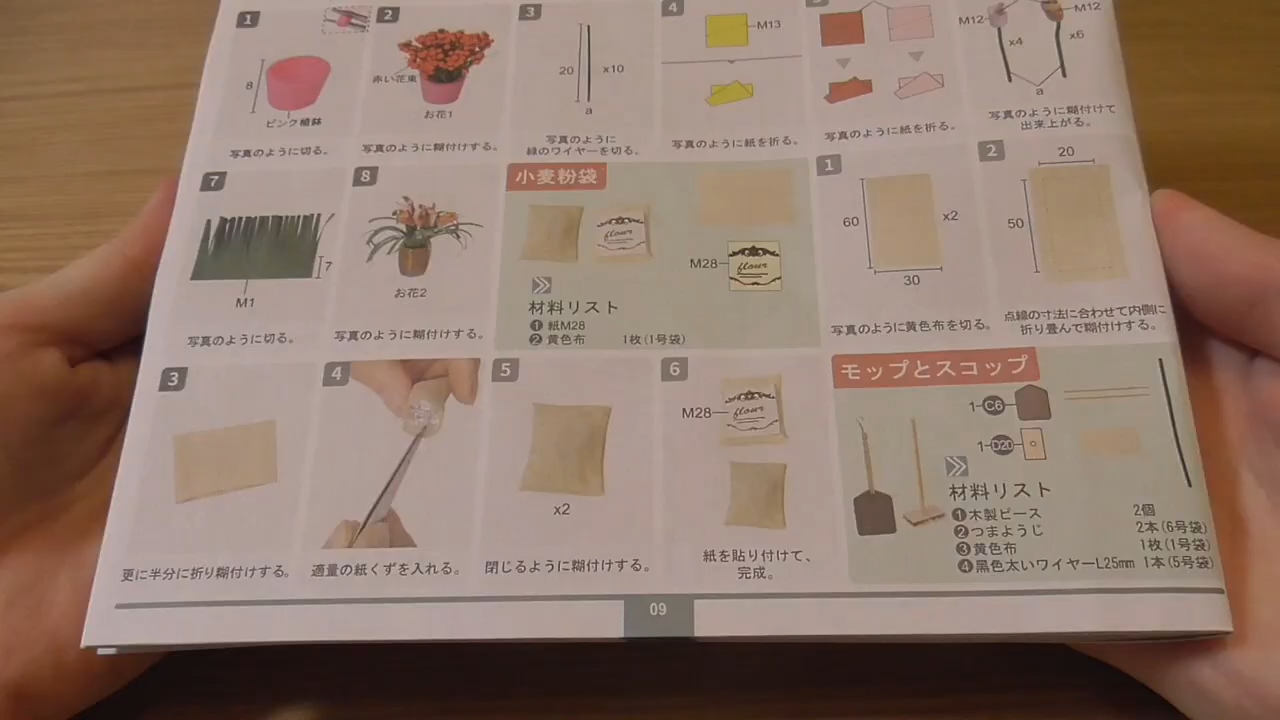 1
8
ピンク植鉢
写真のように切る。
2
赤い花束
お花1
写真のように糊付けする。
3
20
x10
a
写真のように
緑のワイヤーを切る。
4
M13
写真のように紙を折る。
写真のように紙を折る。
M12
M12
x4
x6
a
写真のように糊付けて
出来上がる。
7
7
M1
写真のように切る。
8
お花2
写真のように糊付けする。
小麦粉袋
flour
M28
flour
材料リスト
1 紙M28
2 黄色布 1枚(1号袋)
1
60
x2
30
写真のように黄色布を切る。
2
20
50
点線の寸法に合わせて内側に
折り畳んで糊付けする。
3
更に半分に折り糊付けする。
4
適量の紙くずを入れる。
5
x2
閉じるように糊付けする。
6
M28
flour
紙を貼り付けて、
完成。
モップとスコップ
1-C6
1-D20
材料リスト
1木製ピース 2個
2つまようじ 2本(6号袋)
3黄色布 1枚(1号袋)
4黒色太いワイヤーL25mm 1本(5号袋)
09